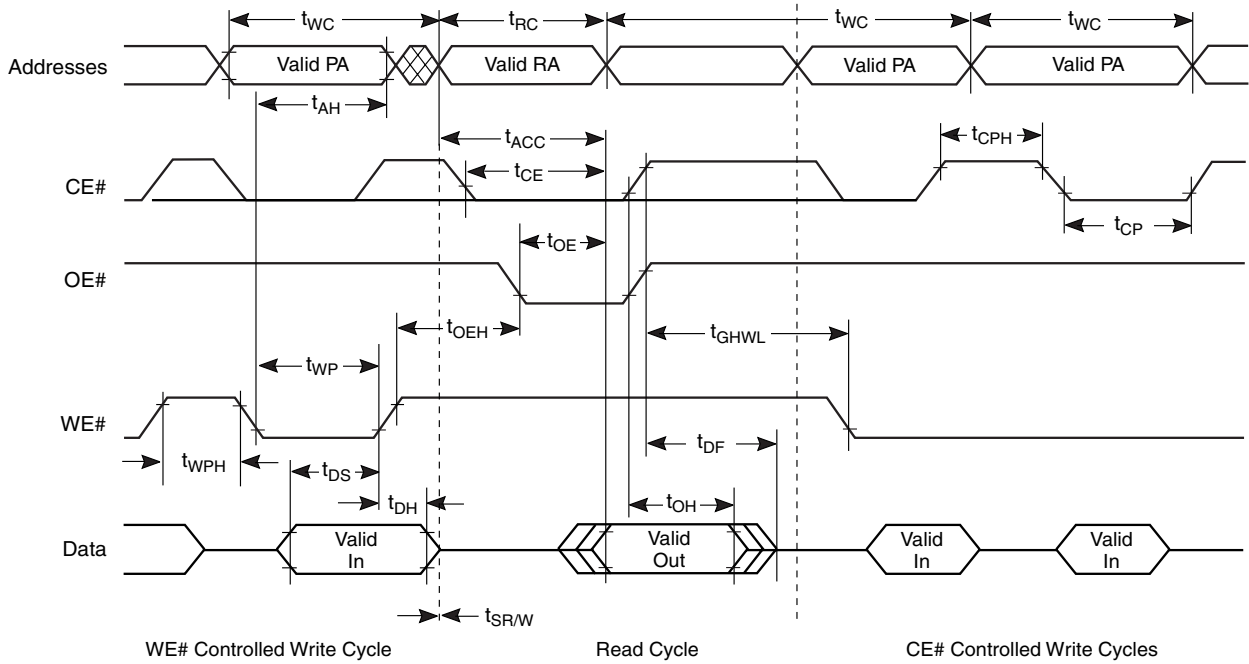 tWC tRC tWC tWC
Addresses Valid PA Valid RA Valid PA Valid PA
tAH
tACC tCPH
CE# tCE
tOE tCP
OE#
tOEH tGHWL
tWP
WE#
tWPH tDS tDF
tDH tOH
Data Valid In Valid Out Valid In Valid In
tSR/W
WE# Controlled Write Cycle Read Cycle CE# Controlled Write Cycles